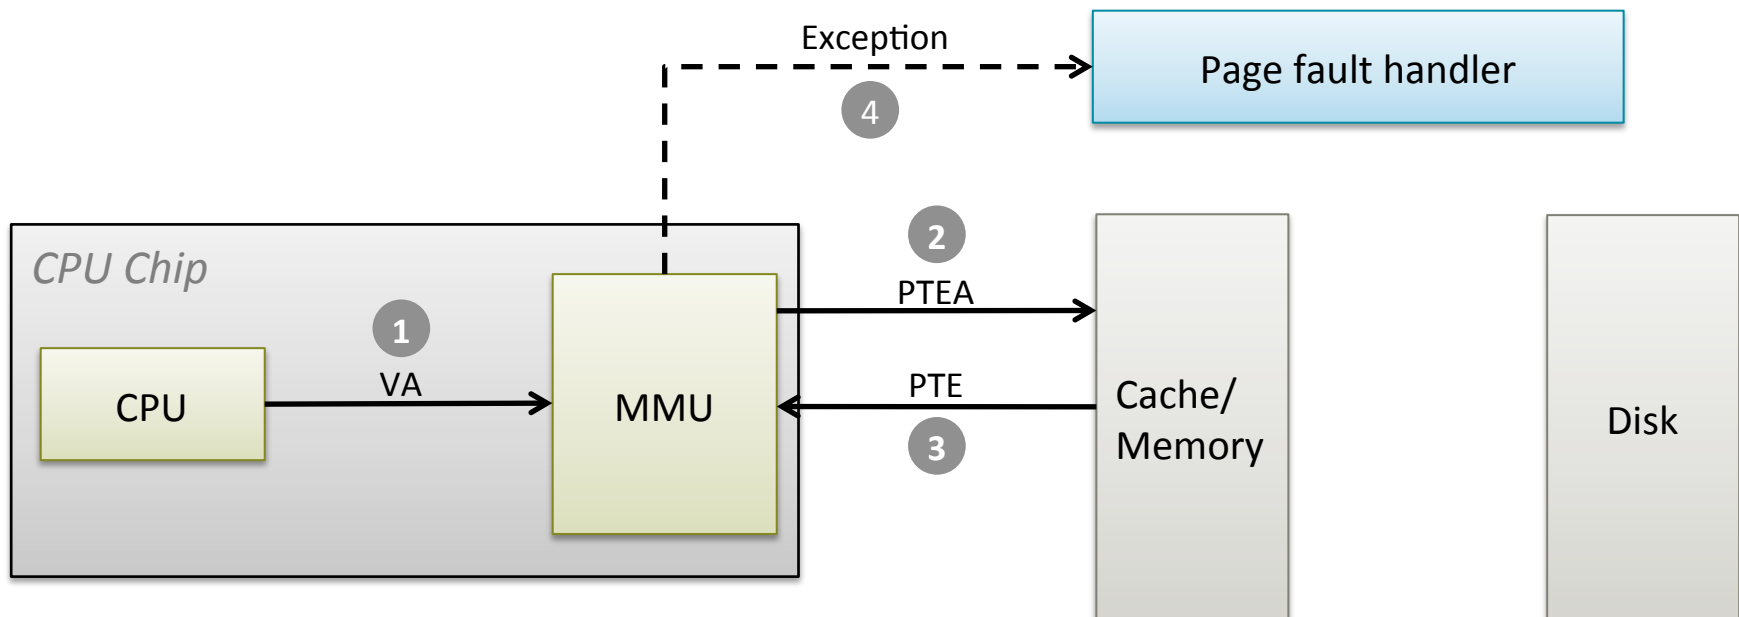 Exception
Page fault handler
4
2
CPU Chip
PTEA
1
VA
CPU
MMU
PTE
Cache/
Memory
Disk
3